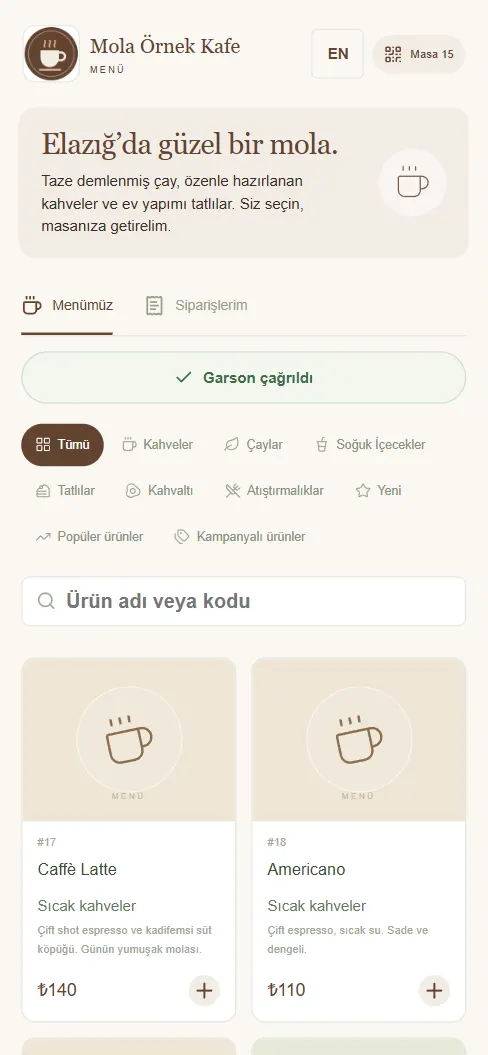 Mola Örnek Kafe
MENÜ
EN
Masa 15
Elazığ’da güzel bir mola.
Taze demlenmiş çay, özenle hazırlanan
kahveler ve ev yapımı tatlılar. Siz seçin,
masanıza getirelim.
Menümüz
Siparişlerim
Garson çağrıldı
Tümü
Kahveler
Çaylar
Soğuk İçecekler
Tatlılar
Kahvaltı
Atıştırmalıklar
Yeni
Popüler ürünler
Kampanyalı ürünler
Ürün adı veya kodu
MENÜ
#17
Caffè Latte
Sıcak kahveler
Çift shot espresso ve kadifemsi süt
köpüğü. Günün yumuşak molası.
₺140
MENÜ
#18
Americano
Sıcak kahveler
Çift espresso, sıcak su. Sade ve
dengeli.
₺110